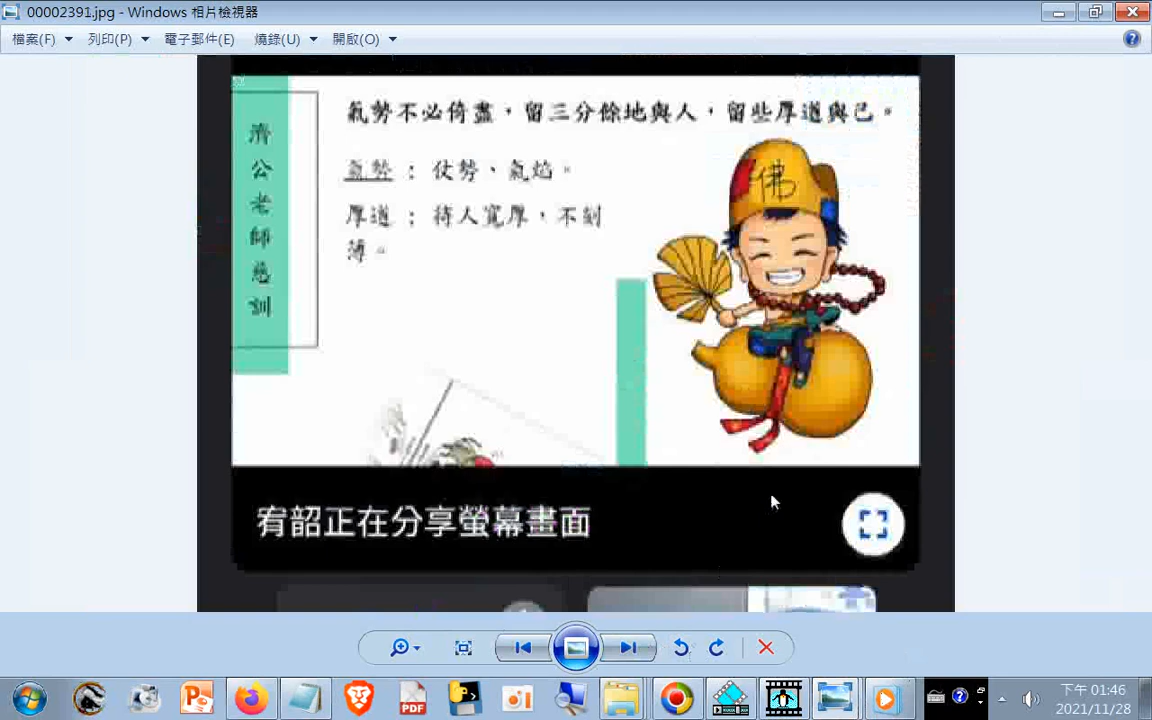 00002391.jpg - Windows 相片檢視器
檔案(F) 列印(P) 電子郵件(E) 燒錄(U) 開啟(O)
濟公老師慈訓
氣勢不必倚盡，留三分餘地與人，留些厚道與己。
氣勢：仗勢、氣焰。
厚道：待人寬厚，不刻
薄。
佛
宥韶正在分享螢幕畫面
PDF
下午 01:46
2021/11/28